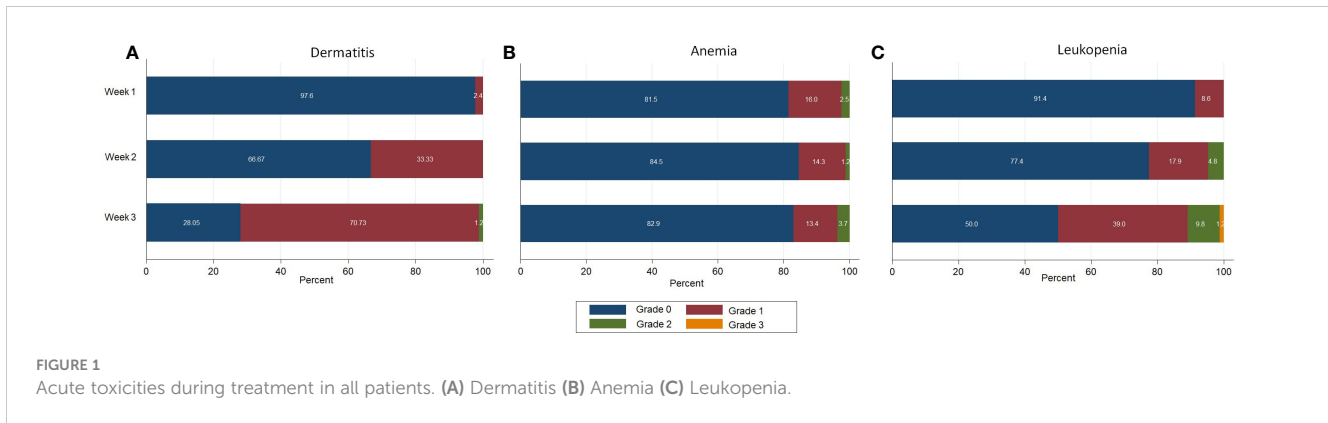 A
Dermatitis
B
Anemia
C
Leukopenia
Week 1
97.6
2.4
81.5
16.0
2.5
91.4
8.6
Week 2
66.67
33.33
84.5
14.3
1.2
77.4
17.9
4.8
Week 3
28.05
70.73
1.2
82.9
13.4
3.7
50.0
39.0
9.8
1.2
0 20 40 60 80 100
0 20 40 60 80 100
0 20 40 60 80 100
Percent
Percent
Percent
Grade 0 Grade 1
Grade 2 Grade 3
FIGURE 1
Acute toxicities during treatment in all patients. (A) Dermatitis (B) Anemia (C) Leukopenia.